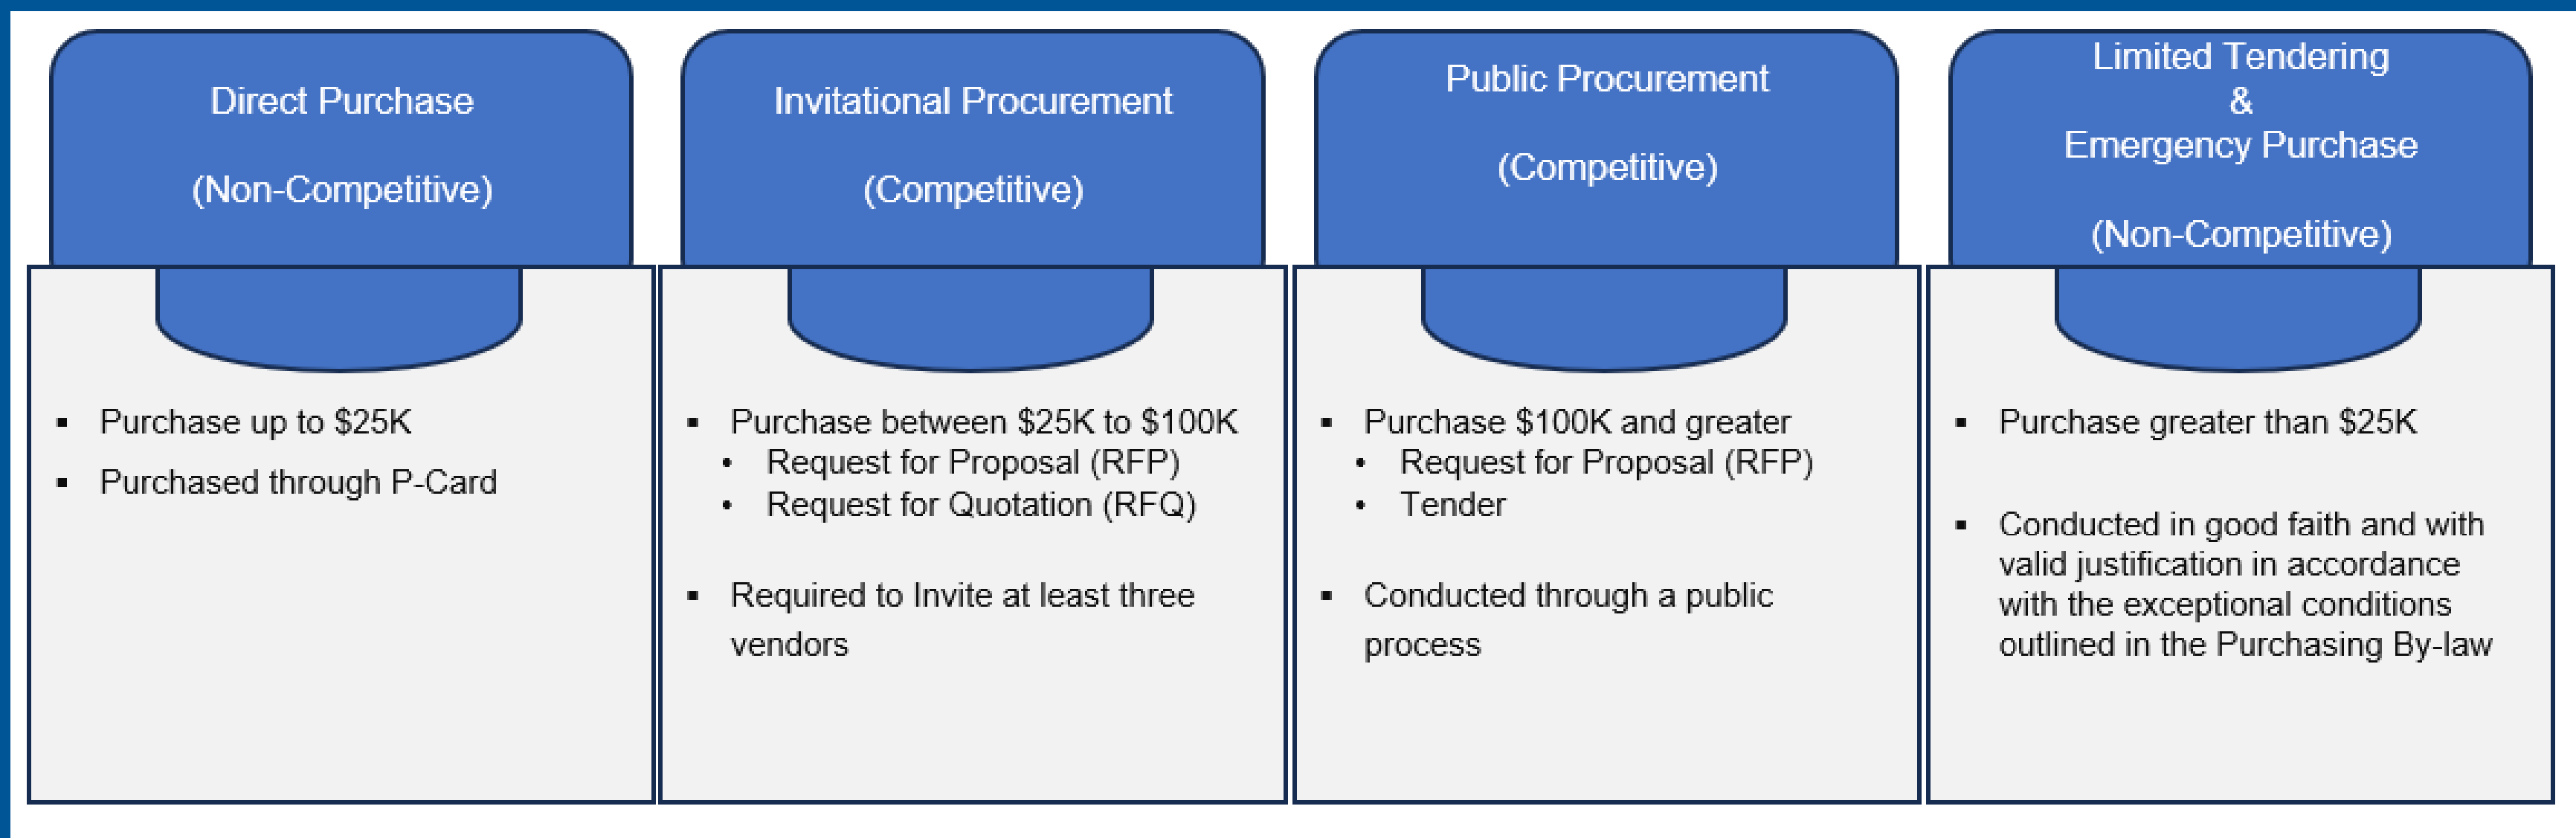 Direct Purchase
(Non-Competitive)
▪ Purchase up to $25K
▪ Purchased through P-Card
Invitational Procurement
(Competitive)
▪ Purchase between $25K to $100K
• Request for Proposal (RFP)
• Request for Quotation (RFQ)
▪ Required to Invite at least three
vendors
Public Procurement
(Competitive)
▪ Purchase $100K and greater
• Request for Proposal (RFP)
• Tender
▪ Conducted through a public
process
Limited Tendering
&
Emergency Purchase
(Non-Competitive)
▪ Purchase greater than $25K
▪ Conducted in good faith and with
valid justification in accordance
with the exceptional conditions
outlined in the Purchasing By-law